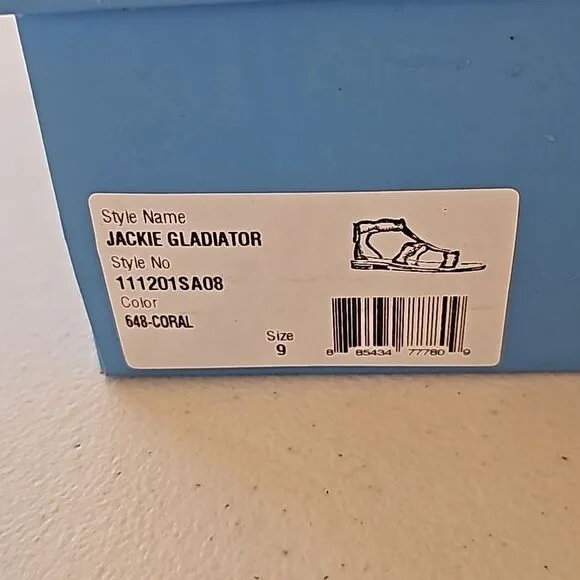 Style Name
JACKIE GLADIATOR
Style No
111201SA08
Color
648-CORAL
Size
9
8 85434 77780 9